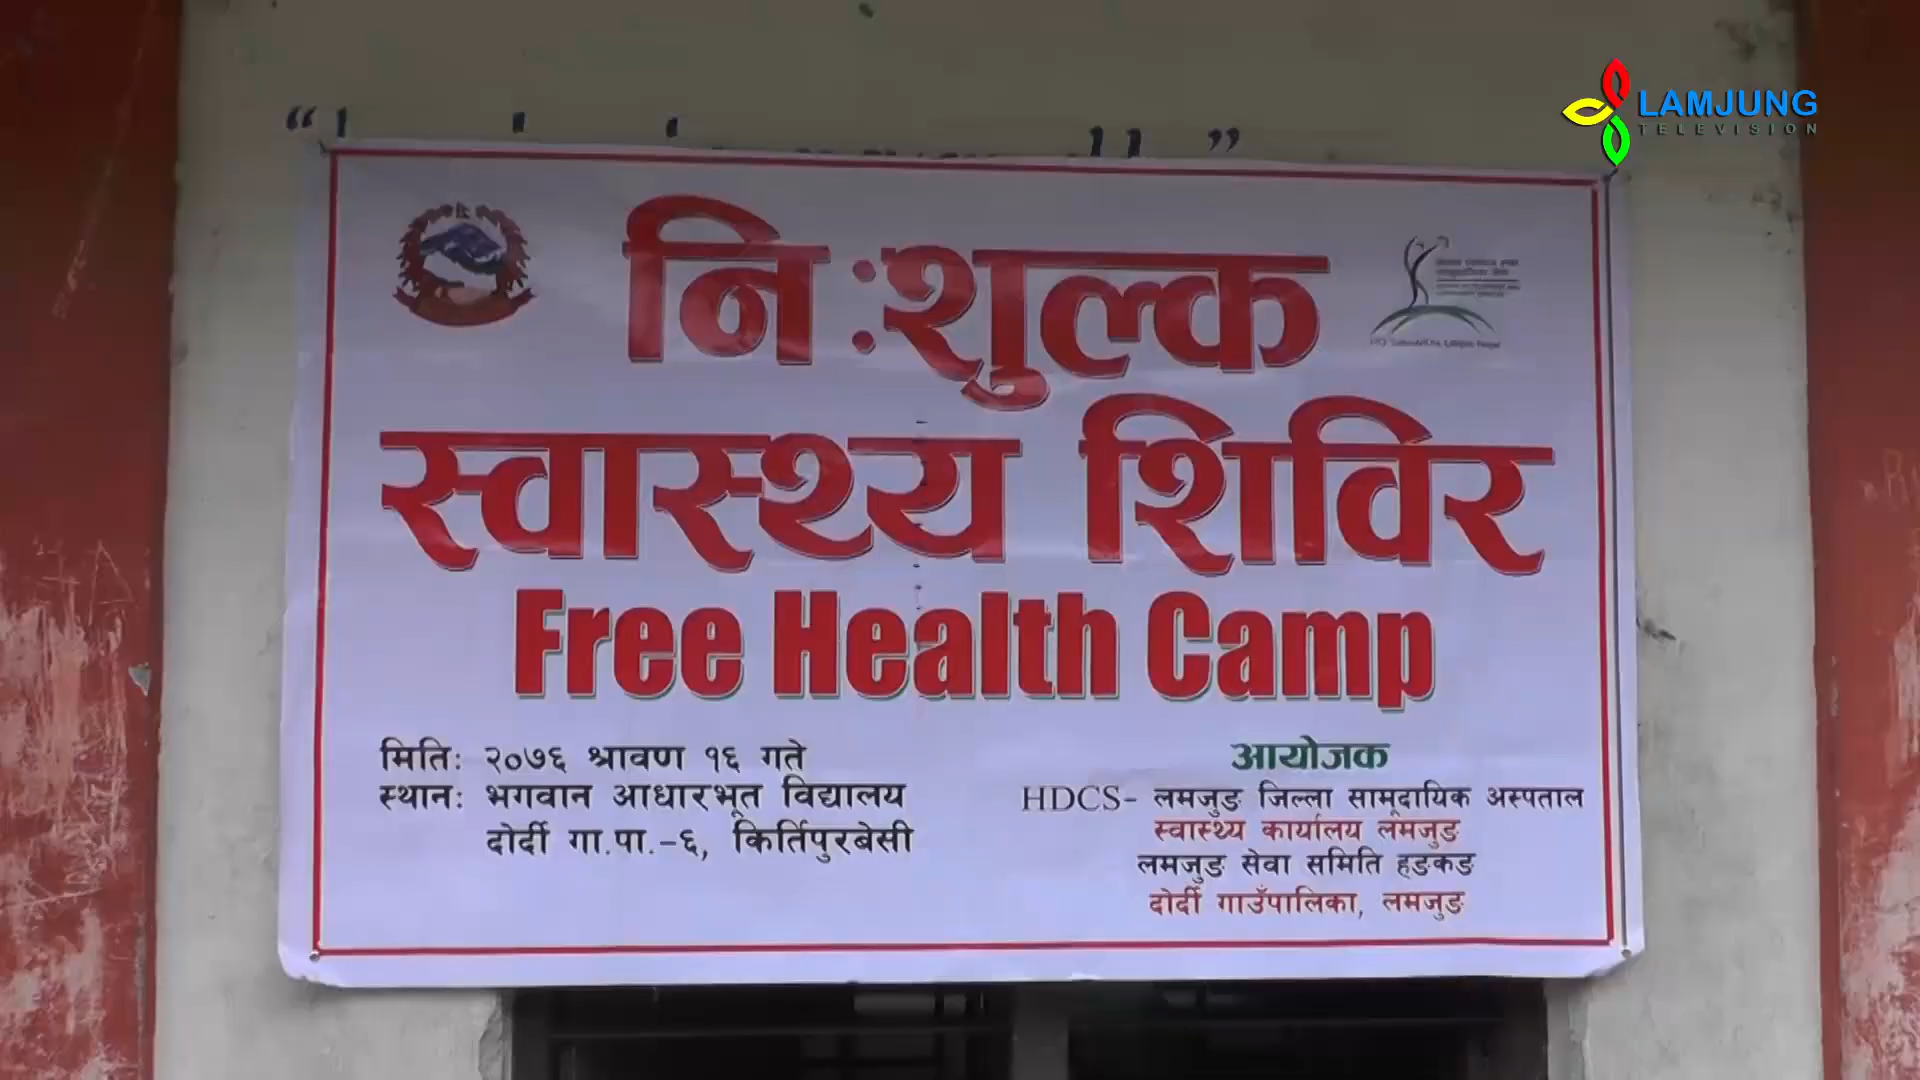 LAMJUNG
TELEVISION
नि:शुल्क
स्वास्थ्य शिविर
Free Health Camp
मितिः २०७६ श्रावण १६ गते
स्थानः भगवान आधारभूत विद्यालय
दोर्दी गा.पा.-६, किर्तिपुरबेसी
आयोजक
HDCS- लमजुङ जिल्ला सामूदायिक अस्पताल
स्वास्थ्य कार्यालय लमजुङ
लमजुङ सेवा समिति हङकङ
दोर्दी गाउँपालिका, लमजुङ